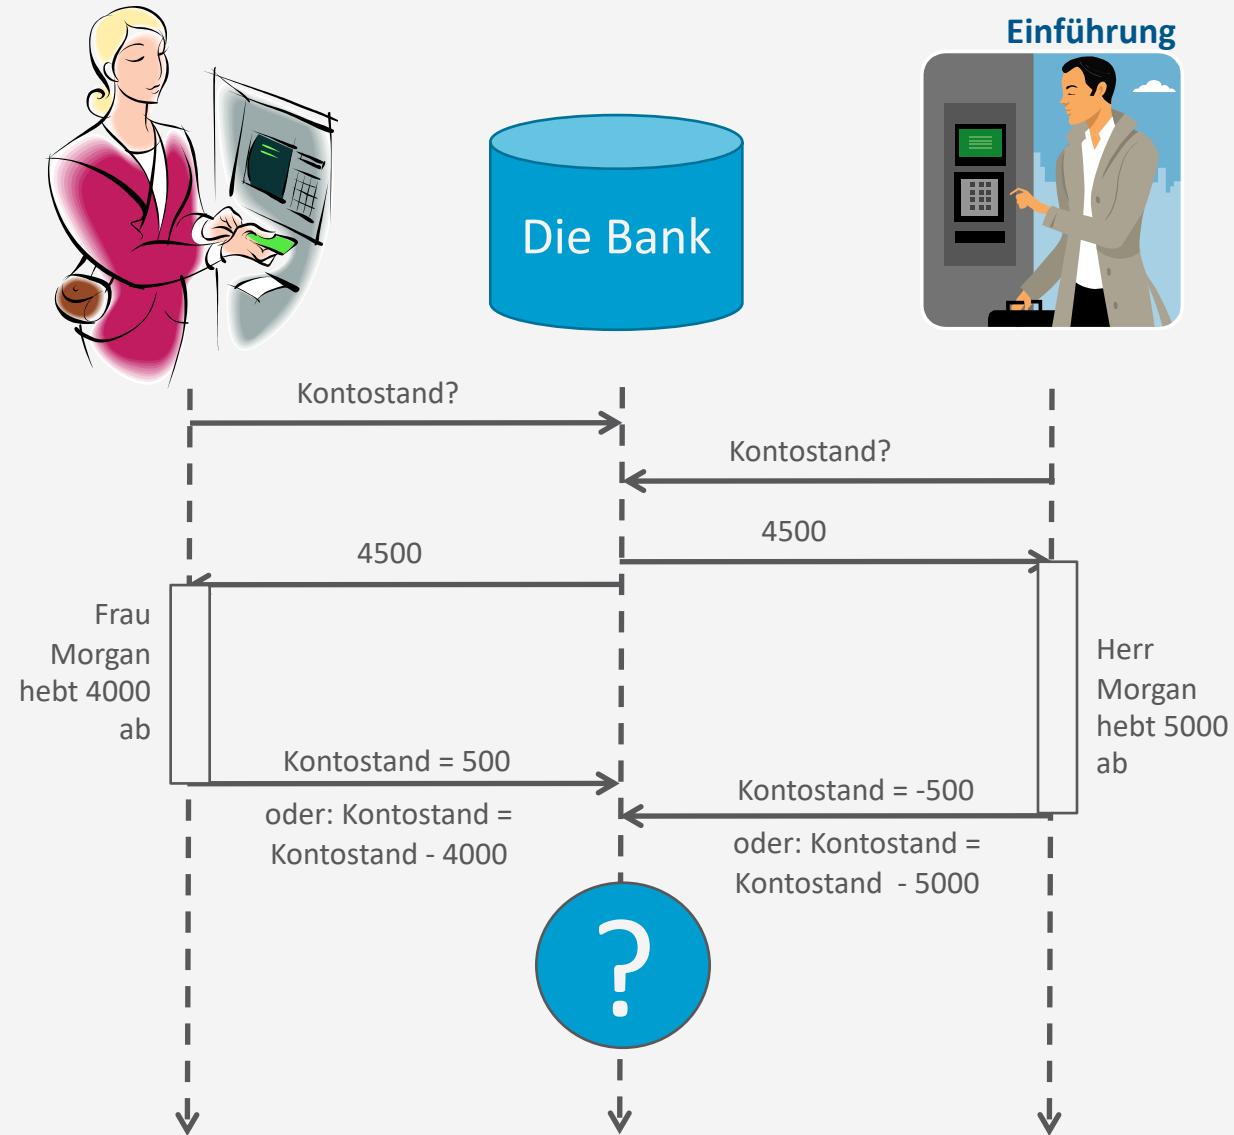 Einführung
Die Bank
Kontostand?
Kontostand?
4500
4500
Frau
Morgan
hebt 4000
ab
Herr
Morgan
hebt 5000
ab
Kontostand = 500
oder: Kontostand =
Kontostand - 4000
Kontostand = -500
oder: Kontostand =
Kontostand - 5000
?